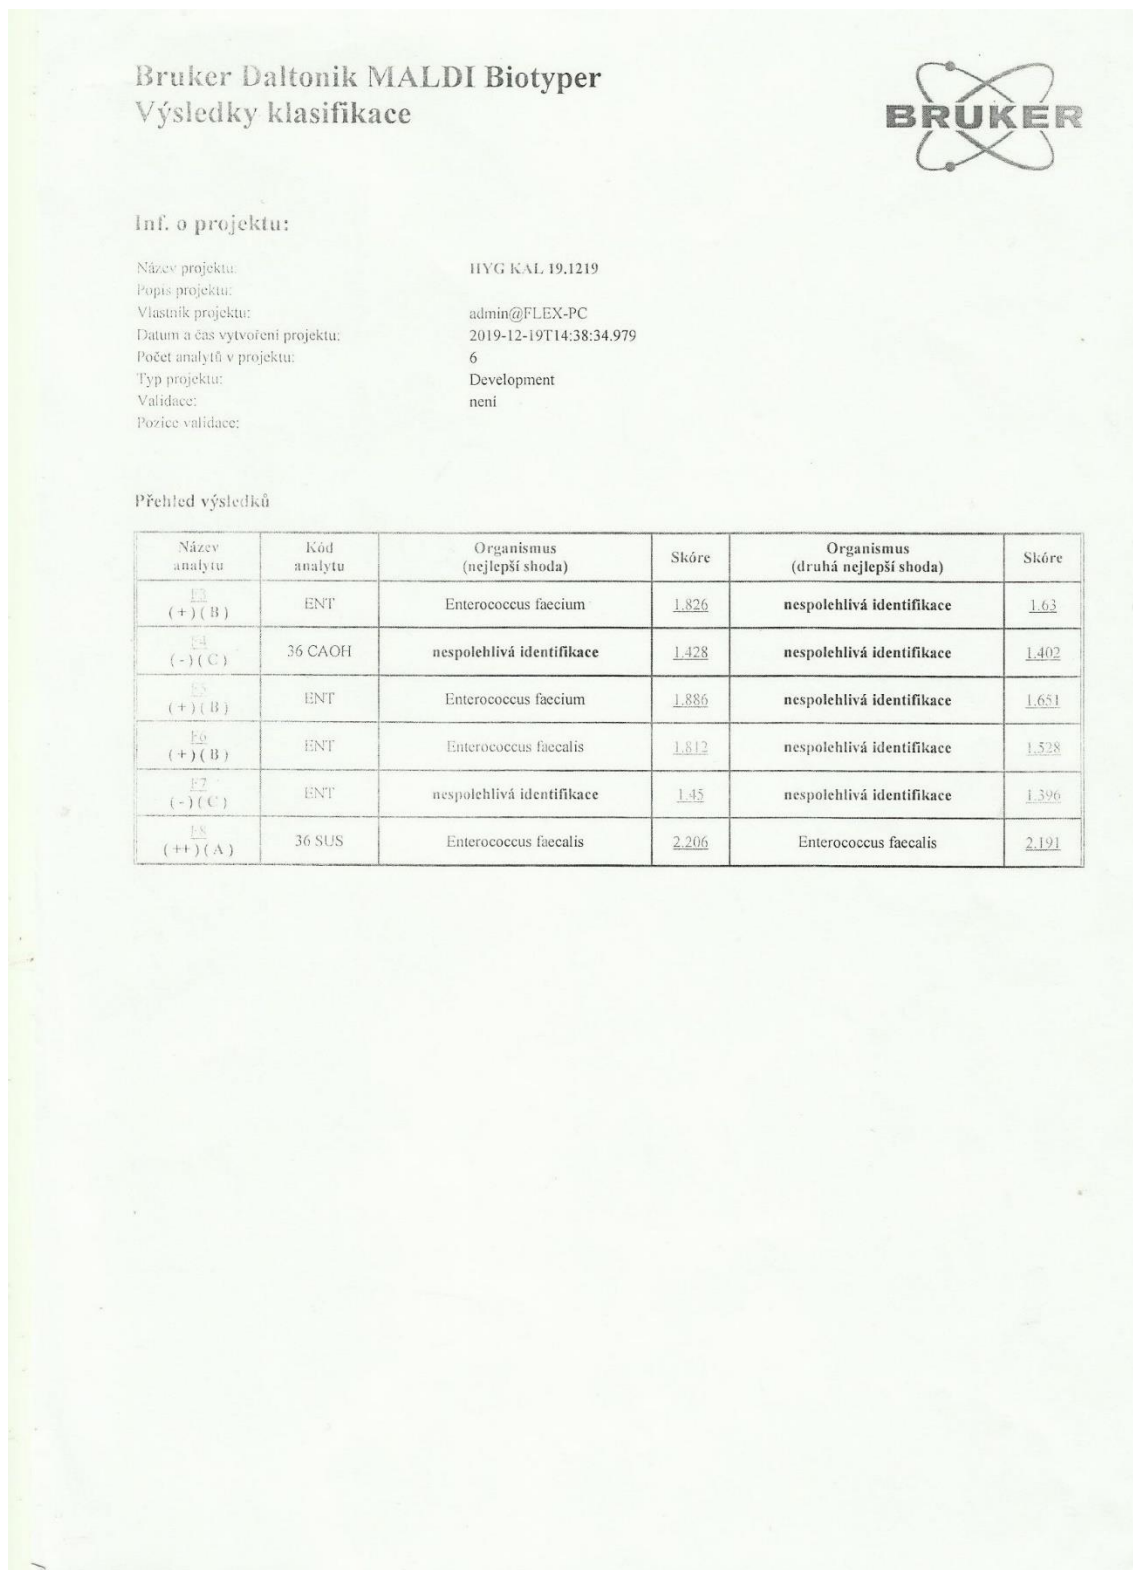 Bruker Daltonik MALDI Biotyper
Výsledky klasifikace
BRUKER
Inf. o projektu:
Název projektu: HYG KAL 19.1219
Popis projektu:
Vlastník projektu: admin@FLEX-PC
Datum a čas vytvoření projektu: 2019-12-19T14:38:34.979
Počet analytů v projektu: 6
Typ projektu: Development
Validace: není
Pozice validace:
Přehled výsledků
Název analytu Kód analytu Organismus (nejlepší shoda) Skóre Organismus (druhá nejlepší shoda) Skóre
F3 (+)(B) ENT Enterococcus faecium 1.826 nespolehlivá identifikace 1.63
F4 (-)(C) 36 CAOH nespolehlivá identifikace 1.428 nespolehlivá identifikace 1.402
F5 (+)(B) ENT Enterococcus faecium 1.886 nespolehlivá identifikace 1.651
F6 (+)(B) ENT Enterococcus faecalis 1.812 nespolehlivá identifikace 1.528
F7 (-)(C) ENT nespolehlivá identifikace 1.45 nespolehlivá identifikace 1.396
F8 (++)(A) 36 SUS Enterococcus faecalis 2.206 Enterococcus faecalis 2.191